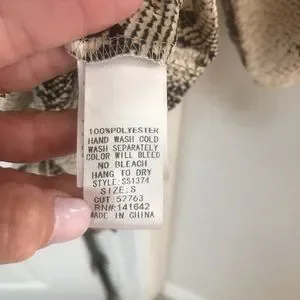 100%POLYESTER
HAND WASH COLD
WASH SEPARATELY
COLOR WILL BLEED
NO BLEACH
HANG TO DRY
STYLE:SS1374
SIZE:S
CUT: 52763
RN#:141642
MADE IN CHINA